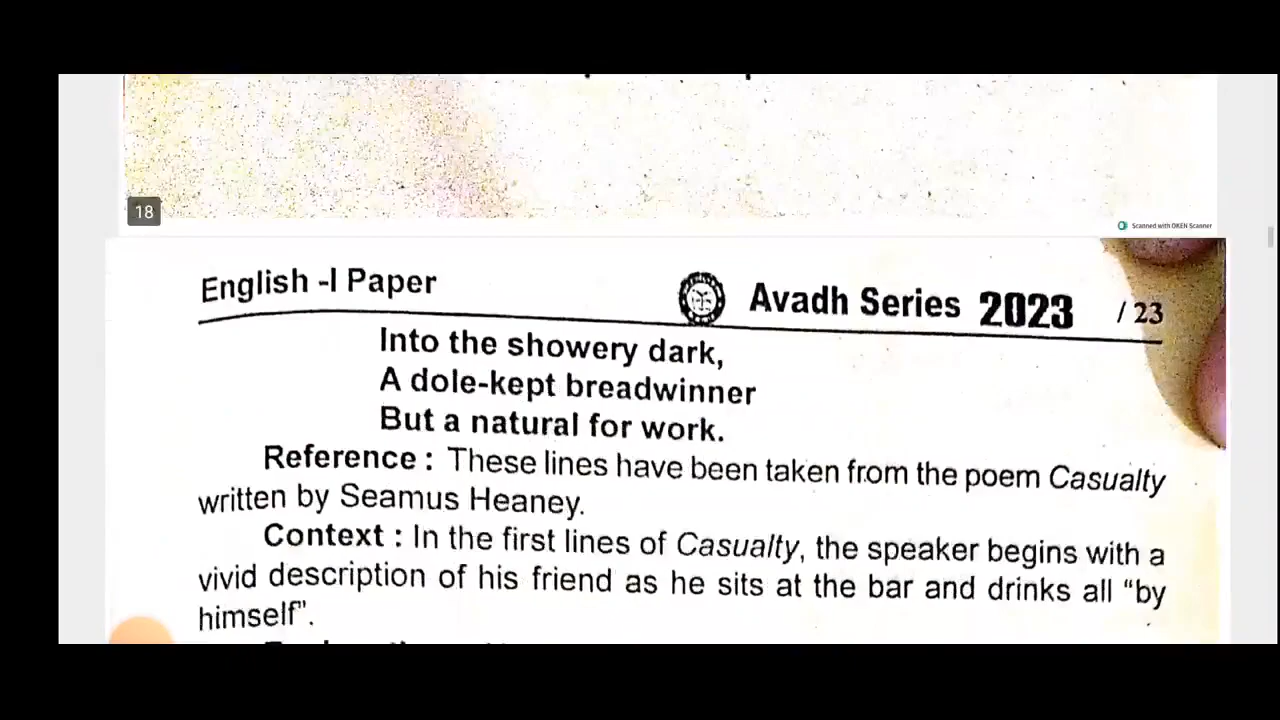 18
Scanned with OKEN Scanner
English -I Paper Avadh Series 2023 / 23
Into the showery dark,
A dole-kept breadwinner
But a natural for work.
Reference : These lines have been taken from the poem Casualty
written by Seamus Heaney.
Context : In the first lines of Casualty, the speaker begins with a
vivid description of his friend as he sits at the bar and drinks all “by
himself”.